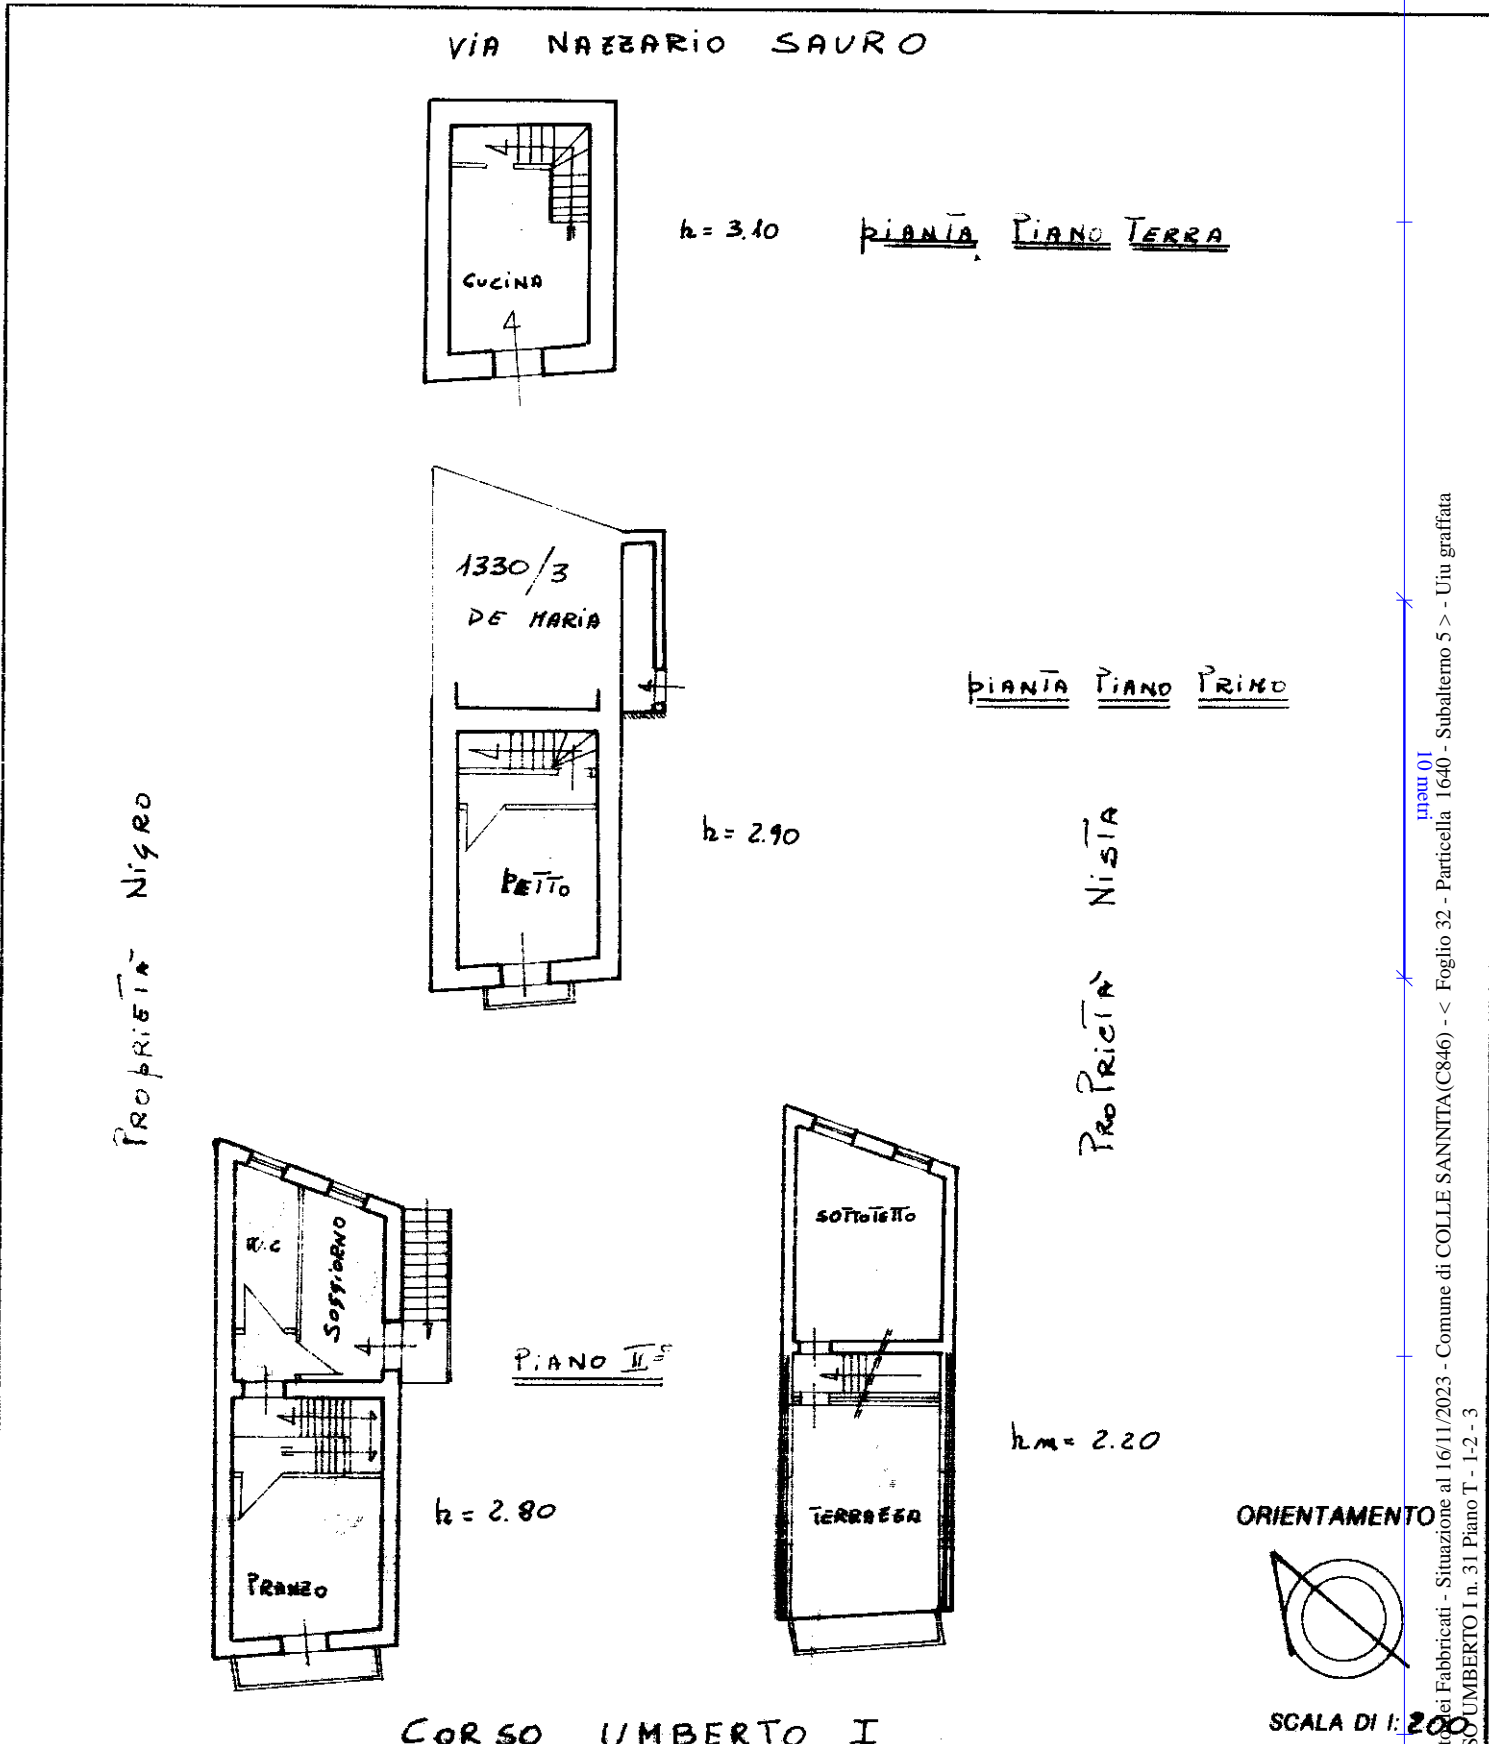 VIA NAZZARIO SAURO
h = 3.10
PIANTA PIANO TERRA
CUCINA
1330/3
DE MARIA
PIANTA PIANO PRIMO
h = 2.90
LETTO
PROPRIETÀ NIGRO
PROPRIETÀ NISTA
W.C
SOGGIORNO
PIANO II°
SOTTOTETTO
hm = 2.20
h = 2.80
TERRAZZA
PRANZO
ORIENTAMENTO
SCALA DI 1: 200
CORSO UMBERTO I
10 metri
dei Fabbricati - Situazione al 16/11/2023 - Comune di COLLE SANNITA(C846) - < Foglio 32 - Particella 1640 - Subalterno 5 > - Uiu graffata
UMBERTO I n. 31 Piano T - 1-2 - 3